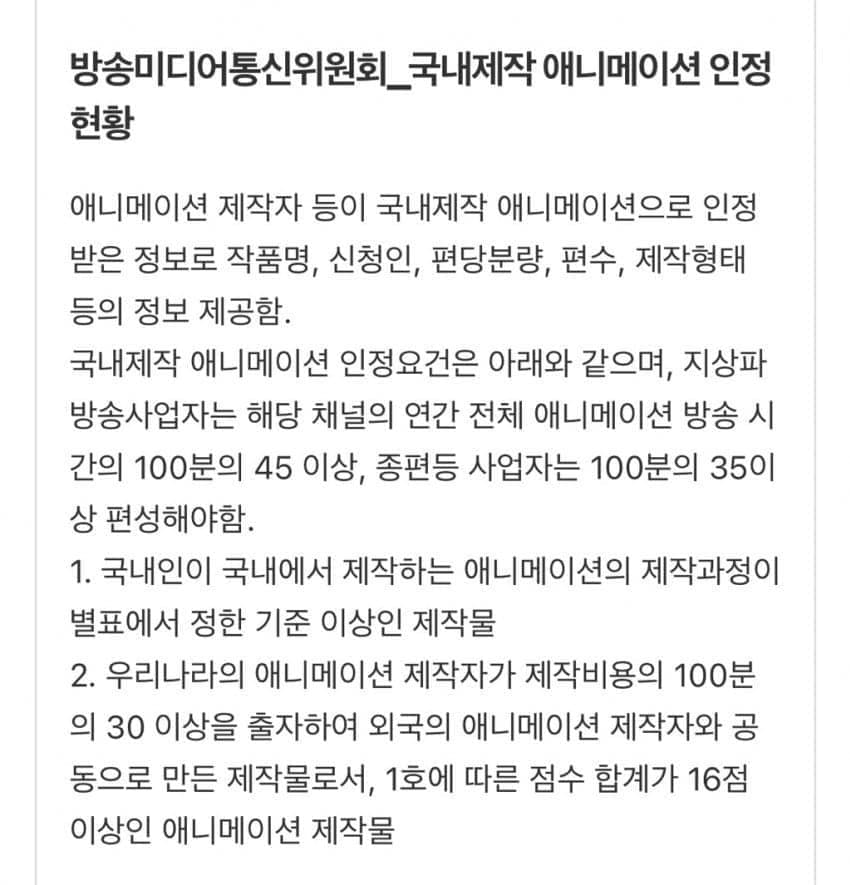 방송미디어통신위원회_국내제작 애니메이션 인정
현황
애니메이션 제작자 등이 국내제작 애니메이션으로 인정
받은 정보로 작품명, 신청인, 편당분량, 편수, 제작형태
등의 정보 제공함.
국내제작 애니메이션 인정요건은 아래와 같으며, 지상파
방송사업자는 해당 채널의 연간 전체 애니메이션 방송 시
간의 100분의 45 이상, 종편등 사업자는 100분의 35이
상 편성해야함.
1. 국내인이 국내에서 제작하는 애니메이션의 제작과정이
별표에서 정한 기준 이상인 제작물
2. 우리나라의 애니메이션 제작자가 제작비용의 100분
의 30 이상을 출자하여 외국의 애니메이션 제작자와 공
동으로 만든 제작물로서, 1호에 따른 점수 합계가 16점
이상인 애니메이션 제작물